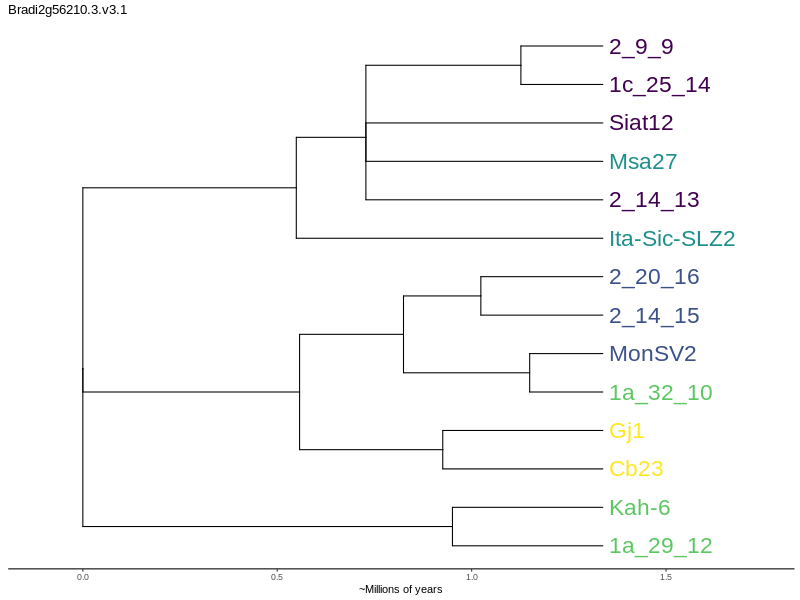 Bradi2g56210.3.v3.1
2_9_9
1c_25_14
Siat12
Msa27
2_14_13
Ita-Sic-SLZ2
2_20_16
2_14_15
MonSV2
1a_32_10
Gj1
Cb23
Kah-6
1a_29_12
0.0 0.5 1.0 1.5
~Millions of years